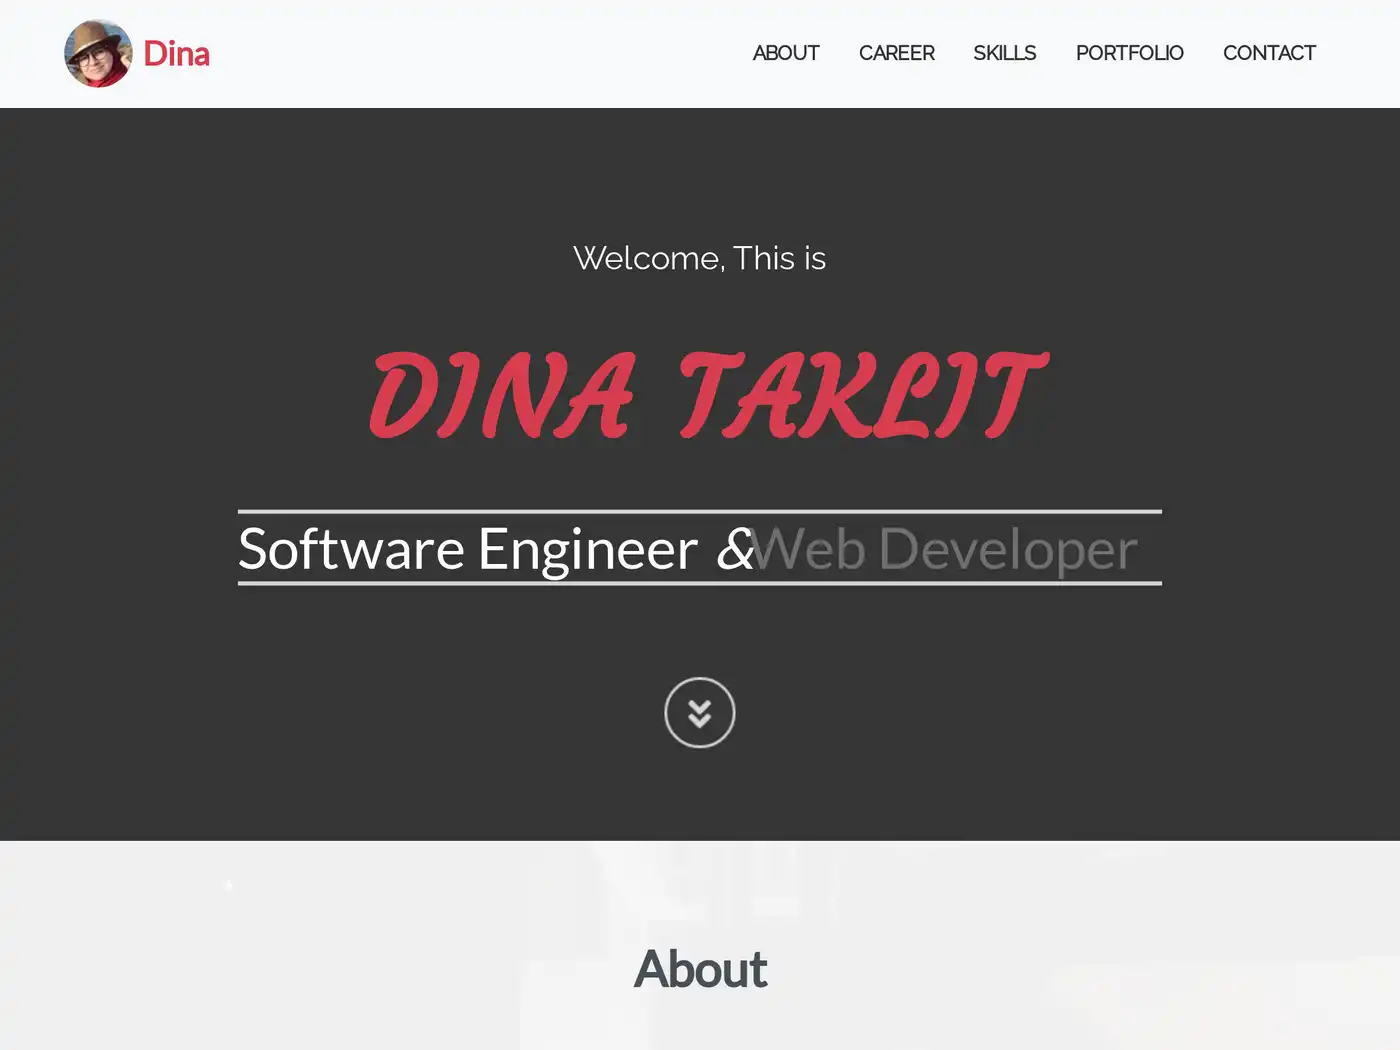 Dina
ABOUT CAREER SKILLS PORTFOLIO CONTACT
Welcome, This is
DINA TAKLIT
Software Engineer & Web Developer
About